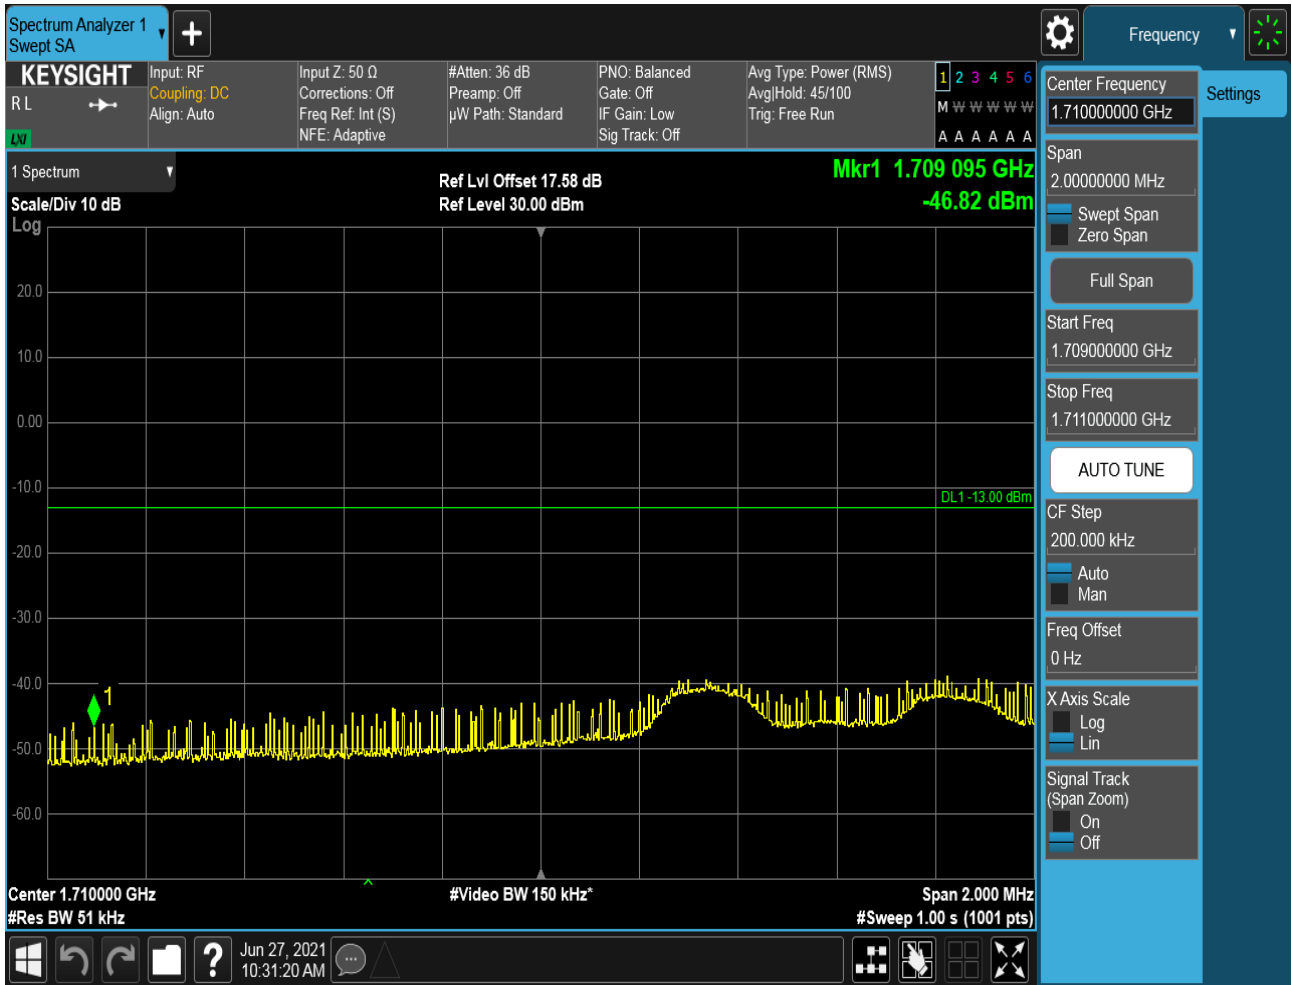 Spectrum Analyzer 1
Swept SA
Frequency
KEYSIGHT
R L
LXI
Input: RF
Coupling: DC
Align: Auto
Input Z: 50 Ω
Corrections: Off
Freq Ref: Int (S)
NFE: Adaptive
#Atten: 36 dB
Preamp: Off
µW Path: Standard
PNO: Balanced
Gate: Off
IF Gain: Low
Sig Track: Off
Avg Type: Power (RMS)
Avg|Hold: 45/100
Trig: Free Run
1 2 3 4 5 6
M W W W W W
A A A A A A
1 Spectrum
Scale/Div 10 dB
Log
Ref Lvl Offset 17.58 dB
Ref Level 30.00 dBm
Mkr1 1.709 095 GHz
-46.82 dBm
20.0
10.0
0.00
-10.0
DL1 -13.00 dBm
-20.0
-30.0
-40.0
1
-50.0
-60.0
Center 1.710000 GHz
#Video BW 150 kHz*
Span 2.000 MHz
#Res BW 51 kHz
#Sweep 1.00 s (1001 pts)
Center Frequency
1.710000000 GHz
Settings
Span
2.00000000 MHz
Swept Span
Zero Span
Full Span
Start Freq
1.709000000 GHz
Stop Freq
1.711000000 GHz
AUTO TUNE
CF Step
200.000 kHz
Auto
Man
Freq Offset
0 Hz
X Axis Scale
Log
Lin
Signal Track
(Span Zoom)
On
Off
?
Jun 27, 2021
10:31:20 AM